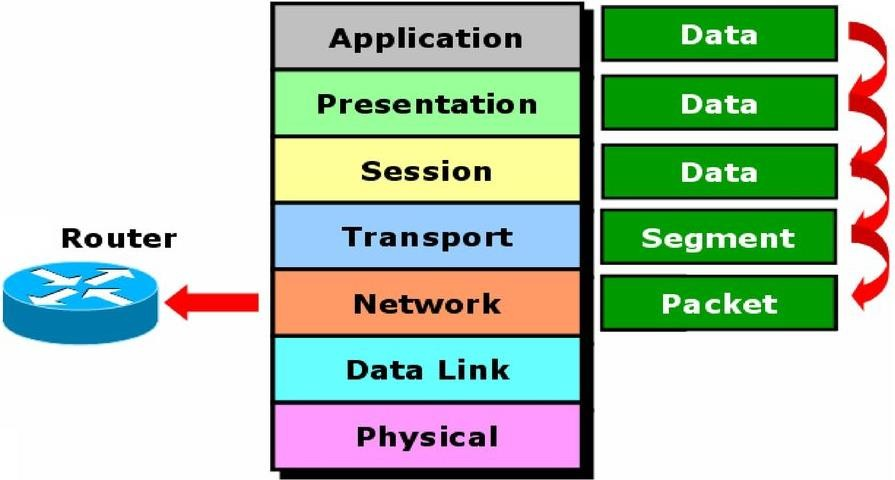 Application
Data
Presentation
Data
Session
Data
Transport
Segment
Router
Network
Packet
Data Link
Physical